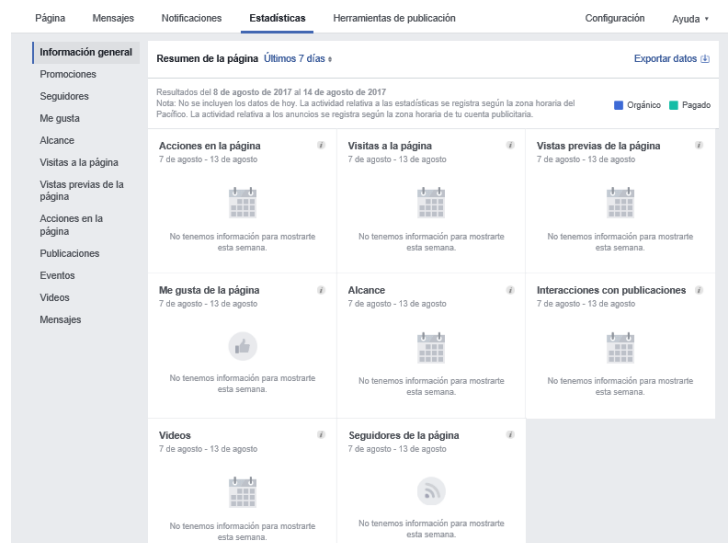 Página Mensajes Notificaciones Estadísticas Herramientas de publicación Configuración Ayuda
Información general
Promociones
Seguidores
Me gusta
Alcance
Visitas a la página
Vistas previas de la
página
Acciones en la
página
Publicaciones
Eventos
Videos
Mensajes
Resumen de la página Últimos 7 días Exportar datos
Resultados del 8 de agosto de 2017 al 14 de agosto de 2017
Nota: No se incluyen los datos de hoy. La actividad relativa a las estadísticas se registra según la zona horaria del
Pacífico. La actividad relativa a los anuncios se registra según la zona horaria de tu cuenta publicitaria.
Orgánico Pagado
Acciones en la página
7 de agosto - 13 de agosto
No tenemos información para mostrarte
esta semana.
Visitas a la página
7 de agosto - 13 de agosto
No tenemos información para mostrarte
esta semana.
Vistas previas de la página
7 de agosto - 13 de agosto
No tenemos información para mostrarte
esta semana.
Me gusta de la página
7 de agosto - 13 de agosto
No tenemos información para mostrarte
esta semana.
Alcance
7 de agosto - 13 de agosto
No tenemos información para mostrarte
esta semana.
Interacciones con publicaciones
7 de agosto - 13 de agosto
No tenemos información para mostrarte
esta semana.
Videos
7 de agosto - 13 de agosto
No tenemos información para mostrarte
esta semana.
Seguidores de la página
7 de agosto - 13 de agosto
No tenemos información para mostrarte
esta semana.